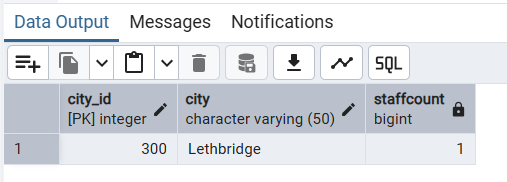 Data Output Messages Notifications
SQL
city_id city staffcount
[PK] integer character varying (50) bigint
1 300 Lethbridge 1